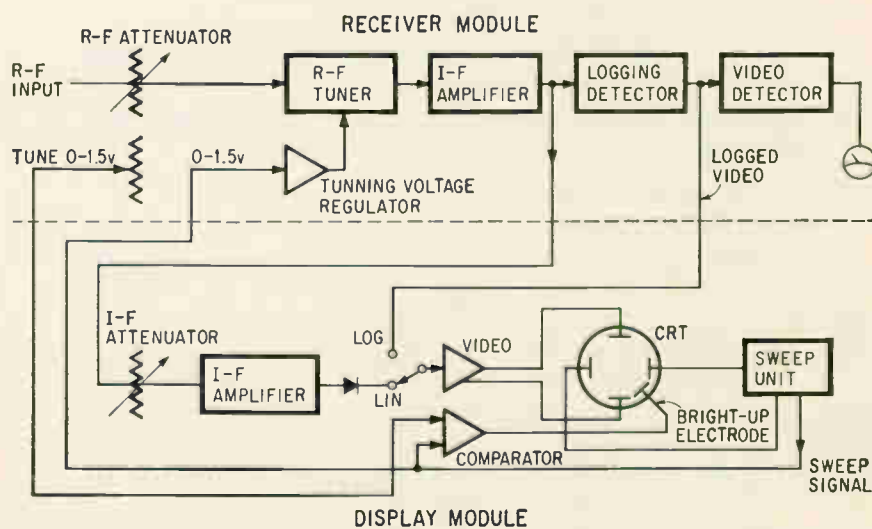 RECEIVER MODULE
R-F ATTENUATOR
R-F
INPUT
R-F
TUNER
I-F
AMPLIFIER
LOGGING
DETECTOR
VIDEO
DETECTOR
TUNE 0-1.5v
0-1.5v
TUNNING VOLTAGE
REGULATOR
LOGGED
VIDEO
I-F
ATTENUATOR
LOG
VIDEO
CRT
I-F
AMPLIFIER
LIN
SWEEP
UNIT
BRIGHT-UP
ELECTRODE
COMPARATOR
SWEEP
SIGNAL
DISPLAY MODULE